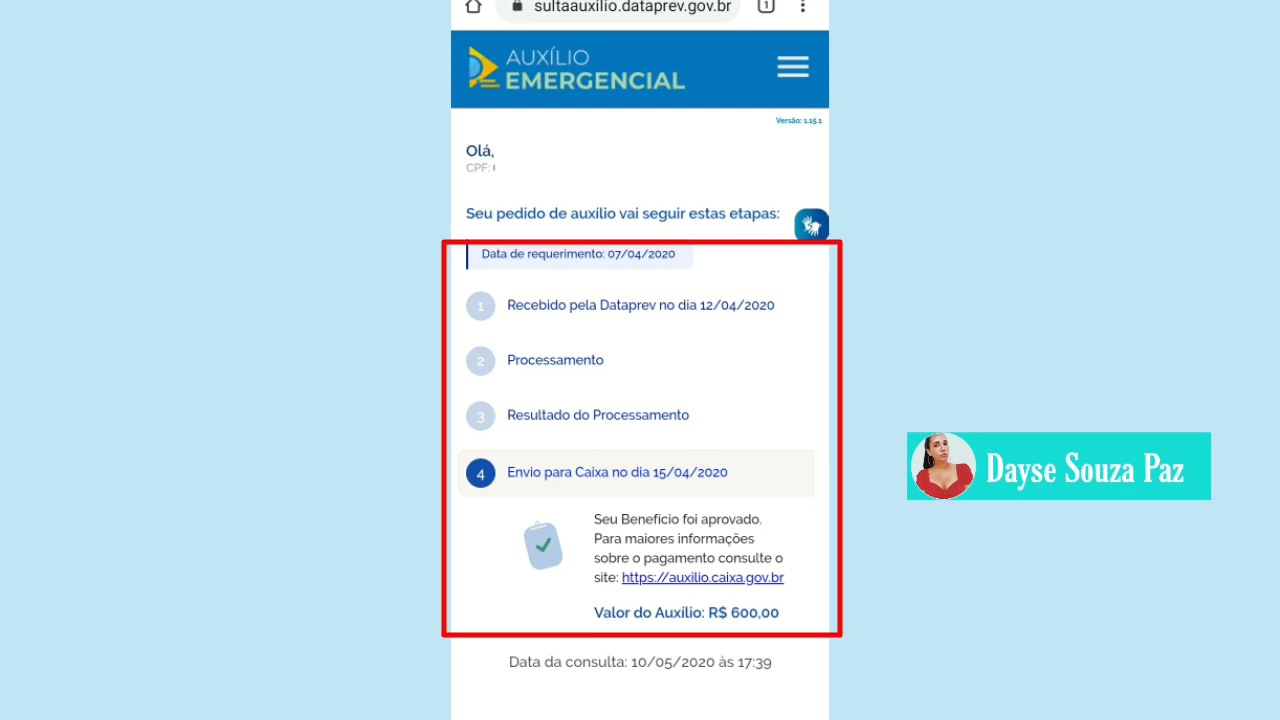 sultaauxilio.dataprev.gov.br
1
AUXÍLIO
EMERGENCIAL
Versão: 1.15.1
Olá,
CPF:
Seu pedido de auxílio vai seguir estas etapas:
Data de requerimento: 07/04/2020
1 Recebido pela Dataprev no dia 12/04/2020
2 Processamento
3 Resultado do Processamento
4 Envio para Caixa no dia 15/04/2020
Seu Benefício foi aprovado.
Para maiores informações
sobre o pagamento consulte o
site: https://auxilio.caixa.gov.br
Valor do Auxílio: R$ 600,00
Data da consulta: 10/05/2020 às 17:39
Dayse Souza Paz